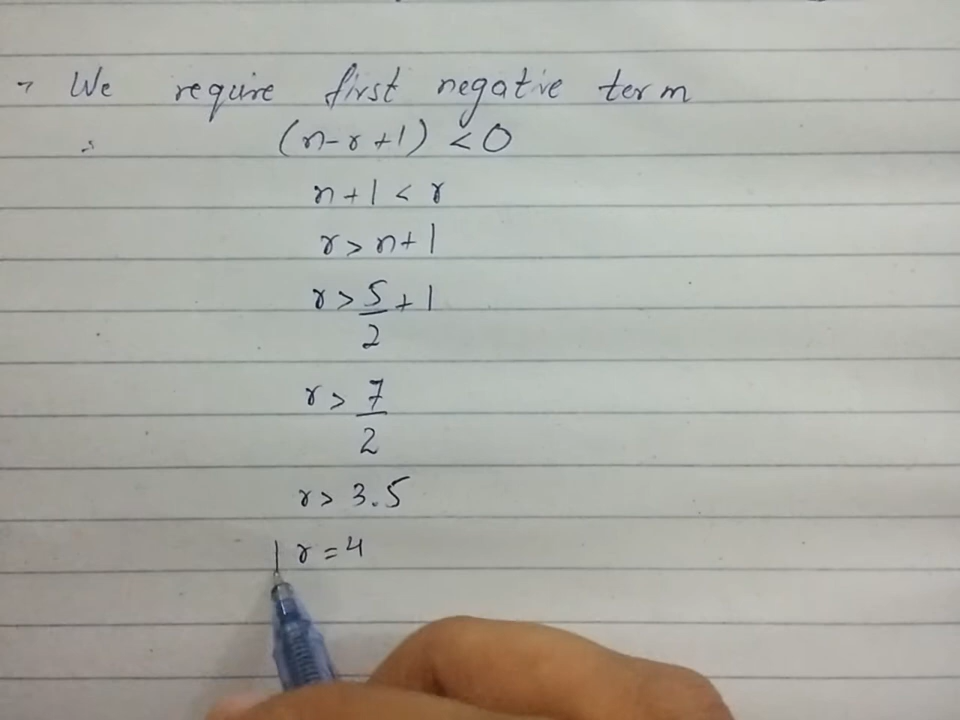 → We require first negative term
∴ (n-r+1) <0
n+1 < r
r > n+1
r > 5/2 + 1
r > 7/2
r > 3.5
r = 4